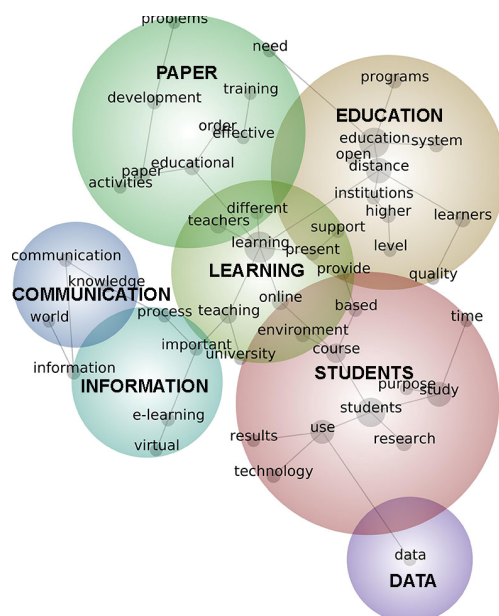 problems
need
PAPER
programs
training
development
EDUCATION
order
effective
education
system
open
distance
educational
paper
activities
institutions
different
higher
learners
teachers
support
learning
present
level
communication
LEARNING
provide
quality
knowledge
COMMUNICATION
online
process
teaching
based
world
time
environment
important
course
university
information
STUDENTS
INFORMATION
purpose
study
students
e-learning
use
results
research
virtual
technology
data
DATA